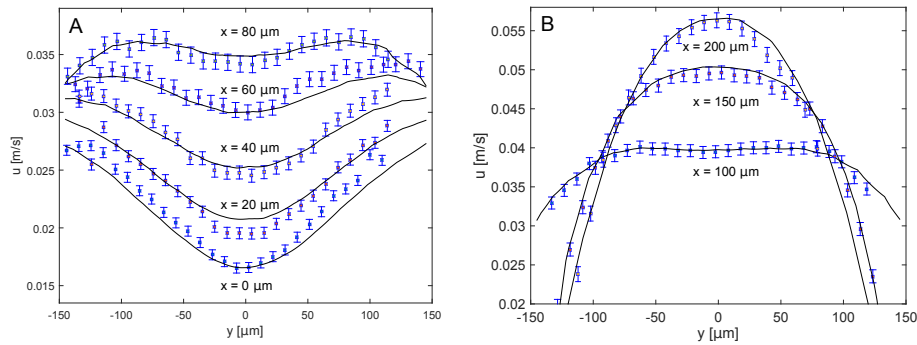 A
x = 80 μm
x = 60 μm
x = 40 μm
x = 20 μm
x = 0 μm
0.035
0.03
0.025
0.02
0.015
u [m/s]
-150
-100
-50
0
50
100
150
y [μm]
B
x = 200 μm
x = 150 μm
x = 100 μm
0.055
0.05
0.045
0.04
0.035
0.03
0.025
0.02
u [m/s]
-150
-100
-50
0
50
100
150
y [μm]